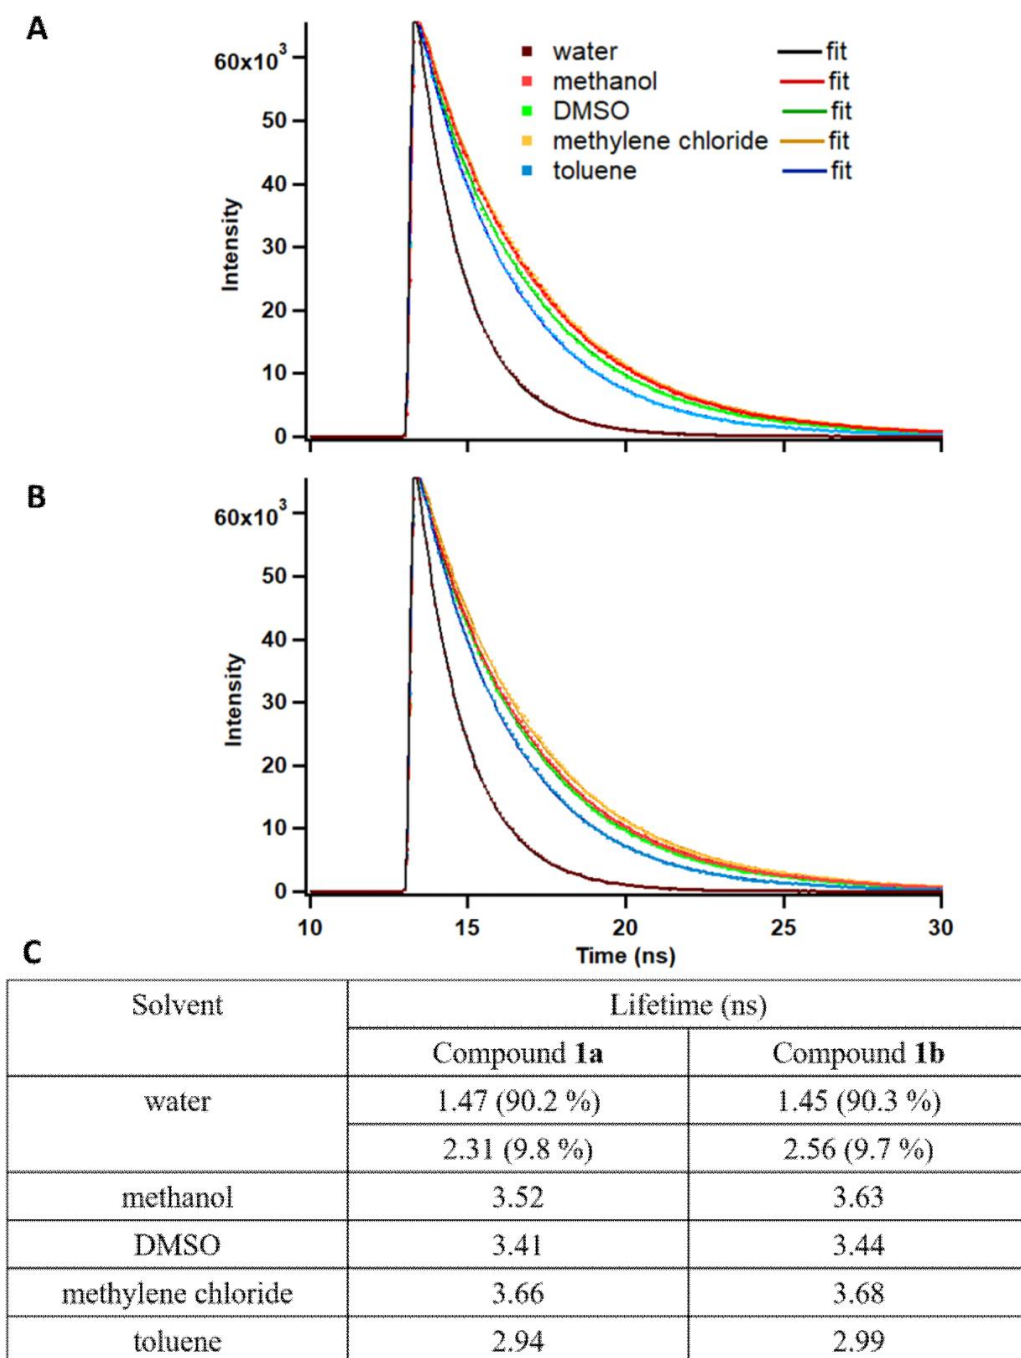 A
60x10³
50
40
30
20
10
0
Intensity
water fit
methanol fit
DMSO fit
methylene chloride fit
toluene fit
B
60x10³
50
40
30
20
10
0
Intensity
10 15 20 25 30
Time (ns)
C
Solvent Lifetime (ns)
Compound 1a Compound 1b
water 1.47 (90.2 %) 1.45 (90.3 %)
2.31 (9.8 %) 2.56 (9.7 %)
methanol 3.52 3.63
DMSO 3.41 3.44
methylene chloride 3.66 3.68
toluene 2.94 2.99